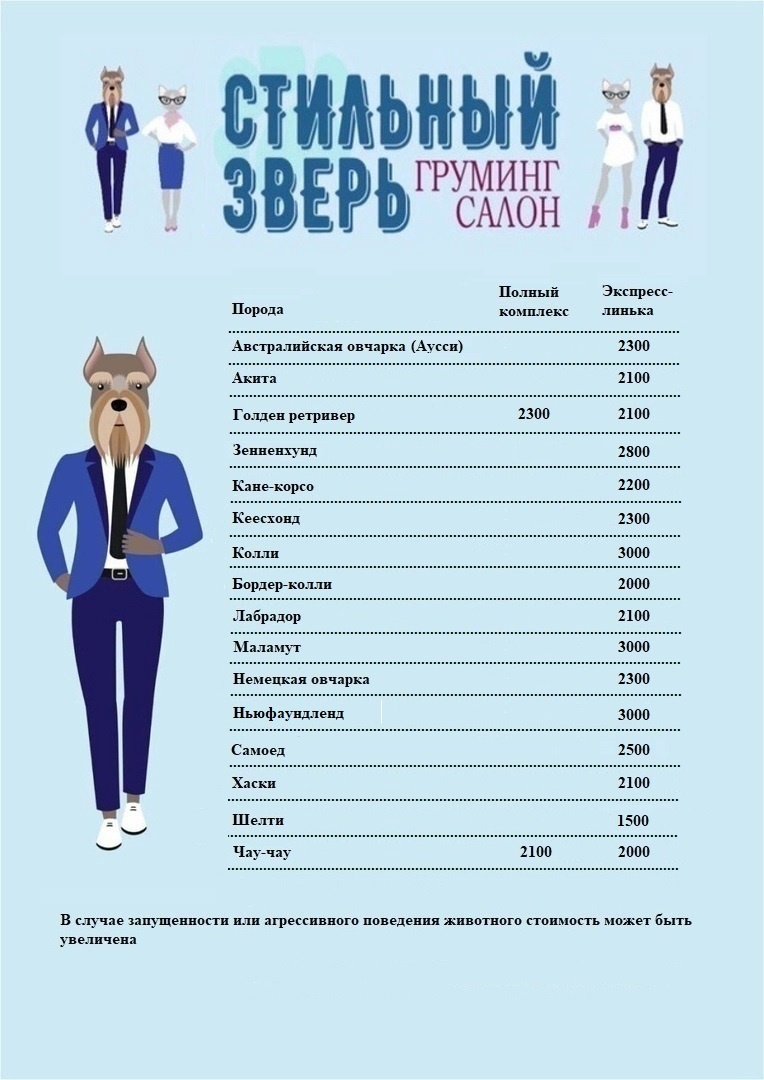 СТИЛЬНЫЙ
ЗВЕРЬ ГРУМИНГ
САЛОН
Порода Полный комплекс Экспресс-линька
Австралийская овчарка (Аусси) 2300
Акита 2100
Голден ретривер 2300 2100
Зенненхунд 2800
Кане-корсо 2200
Кеесхонд 2300
Колли 3000
Бордер-колли 2000
Лабрадор 2100
Маламут 3000
Немецкая овчарка 2300
Ньюфаундленд 3000
Самоед 2500
Хаски 2100
Шелти 1500
Чау-чау 2100 2000
В случае запущенности или агрессивного поведения животного стоимость может быть
увеличена